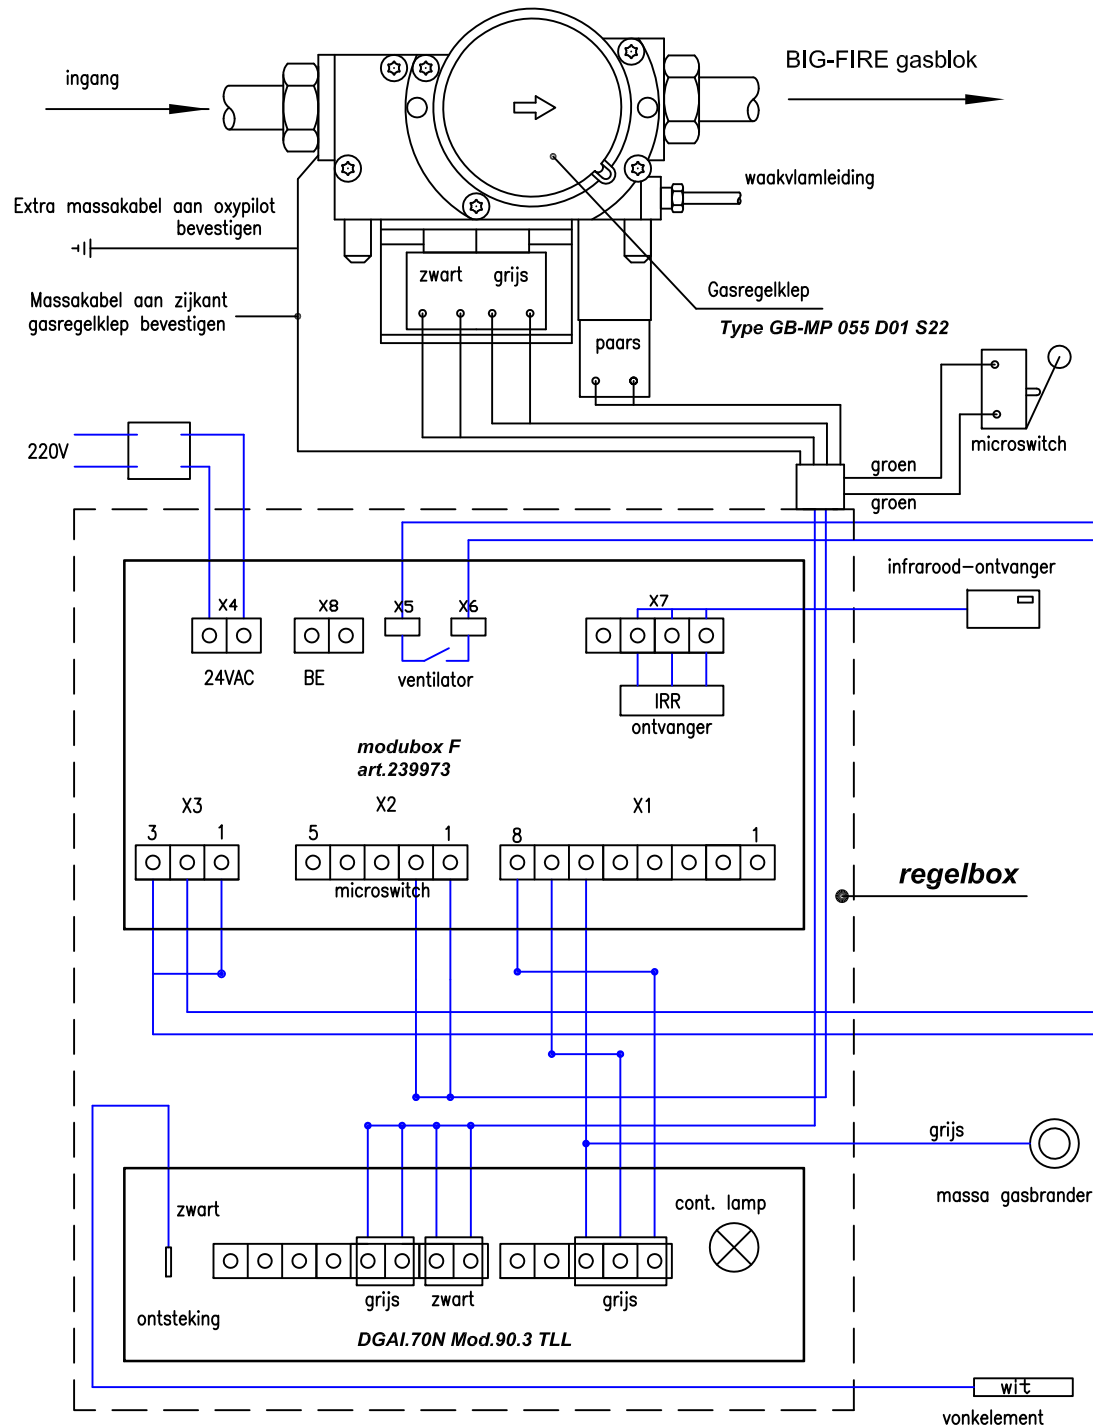 ingang
BIG-FIRE gasblok
waakvlamleiding
Extra massakabel aan oxypilot
bevestigen
zwart grijs
Gasregelklep
Massakabel aan zijkant
gasregelklep bevestigen
Type GB-MP 055 D01 S22
paars
microswitch
220V
groen
groen
infrarood-ontvanger
X4 X8 X5 X6 X7
24VAC BE ventilator
IRR
ontvanger
modubox F
art.239973
X3 X2 X1
3 1 5 1 8 1
microswitch
regelbox
grijs
massa gasbrander
zwart
cont. lamp
grijs zwart grijs
ontsteking
DGAI.70N Mod.90.3 TLL
wit
vonkelement